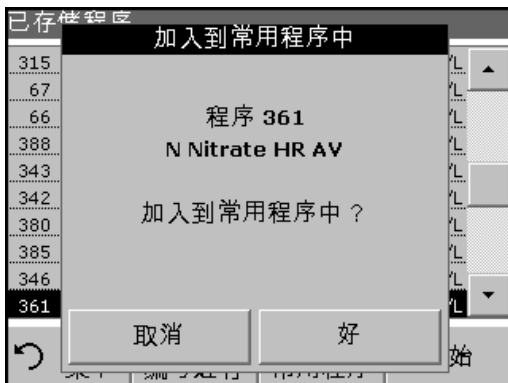 已存储程序
加入到常用程序中
315
67
66
388
343
342
380
385
346
361
/L
/L
/L
/L
/L
/L
/L
/L
/L
/L
程序 361
N Nitrate HR AV
加入到常用程序中？
取消
好
始